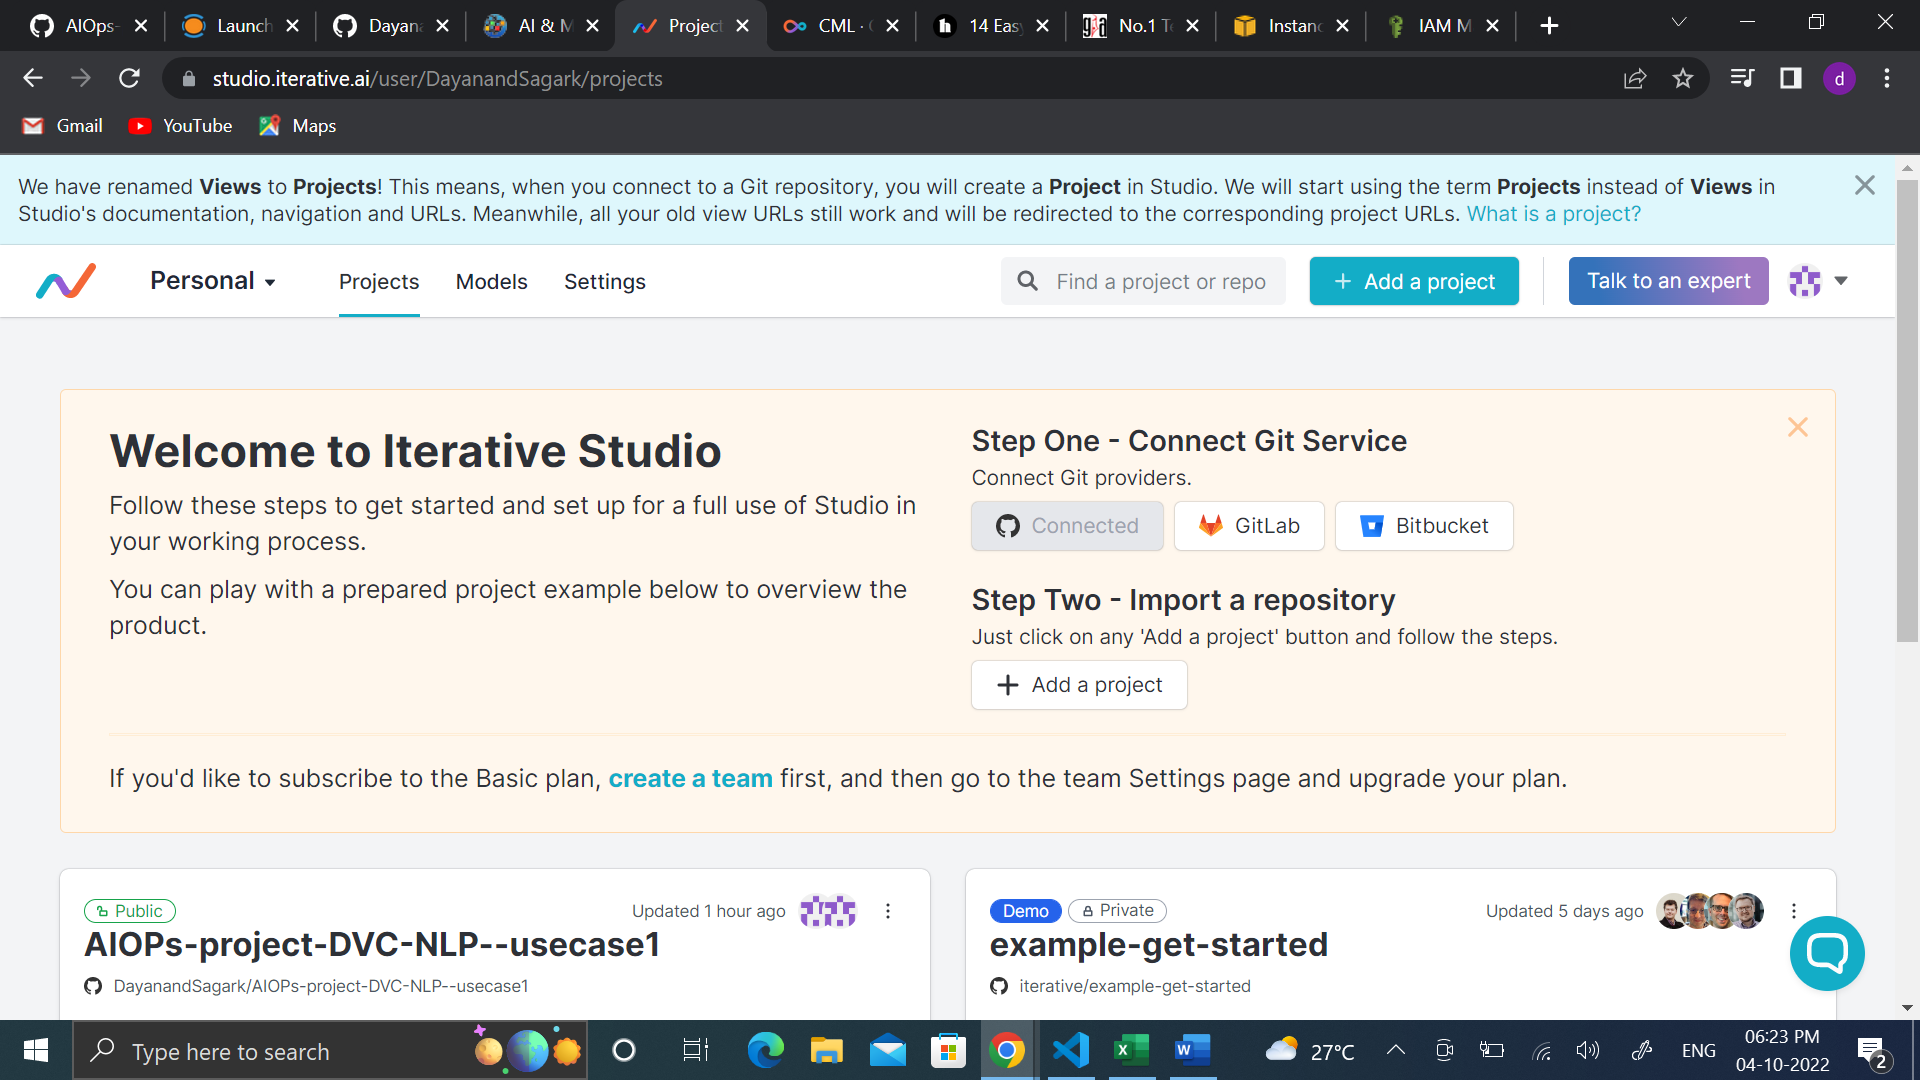 AIOps-
Launch
Dayana
AI & M
Project
CML · C
14 Easy
No.1 Te
Instanc
IAM M
studio.iterative.ai/user/DayanandSagark/projects
d
Gmail
YouTube
Maps
We have renamed Views to Projects! This means, when you connect to a Git repository, you will create a Project in Studio. We will start using the term Projects instead of Views in
Studio's documentation, navigation and URLs. Meanwhile, all your old view URLs still work and will be redirected to the corresponding project URLs. What is a project?
Personal
Projects
Models
Settings
Find a project or repo
+ Add a project
Talk to an expert
Welcome to Iterative Studio
Follow these steps to get started and set up for a full use of Studio in
your working process.
You can play with a prepared project example below to overview the
product.
Step One - Connect Git Service
Connect Git providers.
Connected
GitLab
Bitbucket
Step Two - Import a repository
Just click on any 'Add a project' button and follow the steps.
+ Add a project
If you'd like to subscribe to the Basic plan, create a team first, and then go to the team Settings page and upgrade your plan.
Public
Updated 1 hour ago
AIOPs-project-DVC-NLP--usecase1
DayanandSagark/AIOPs-project-DVC-NLP--usecase1
Demo
Private
Updated 5 days ago
example-get-started
iterative/example-get-started
Type here to search
27°C
ENG
06:23 PM
04-10-2022
2